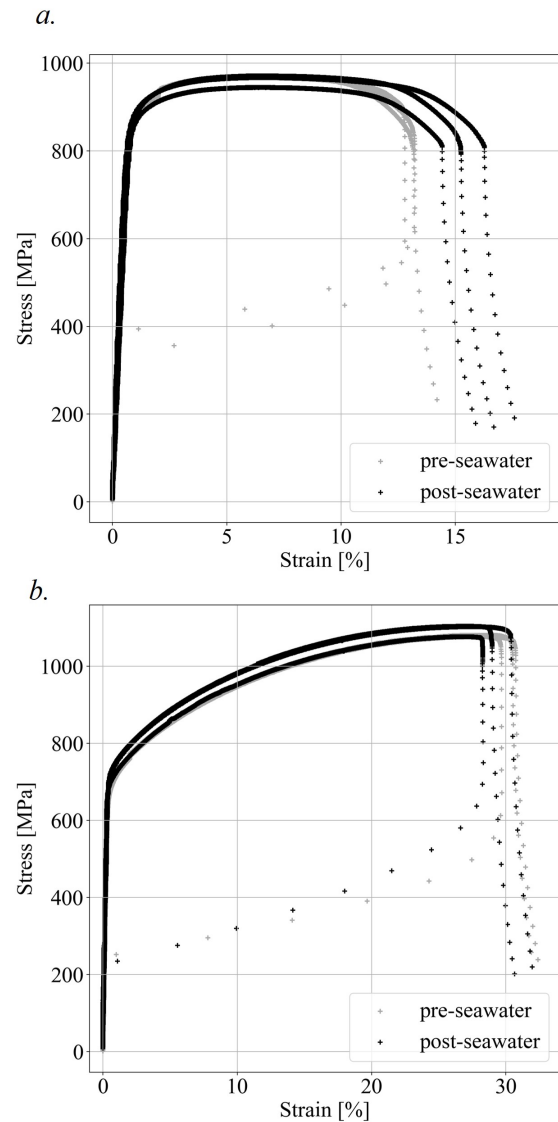 a.
1000
800
600
400
200
0
Stress [MPa]
pre-seawater
post-seawater
0 5 10 15
Strain [%]
b.
1000
800
600
400
200
0
Stress [MPa]
pre-seawater
post-seawater
0 10 20 30
Strain [%]